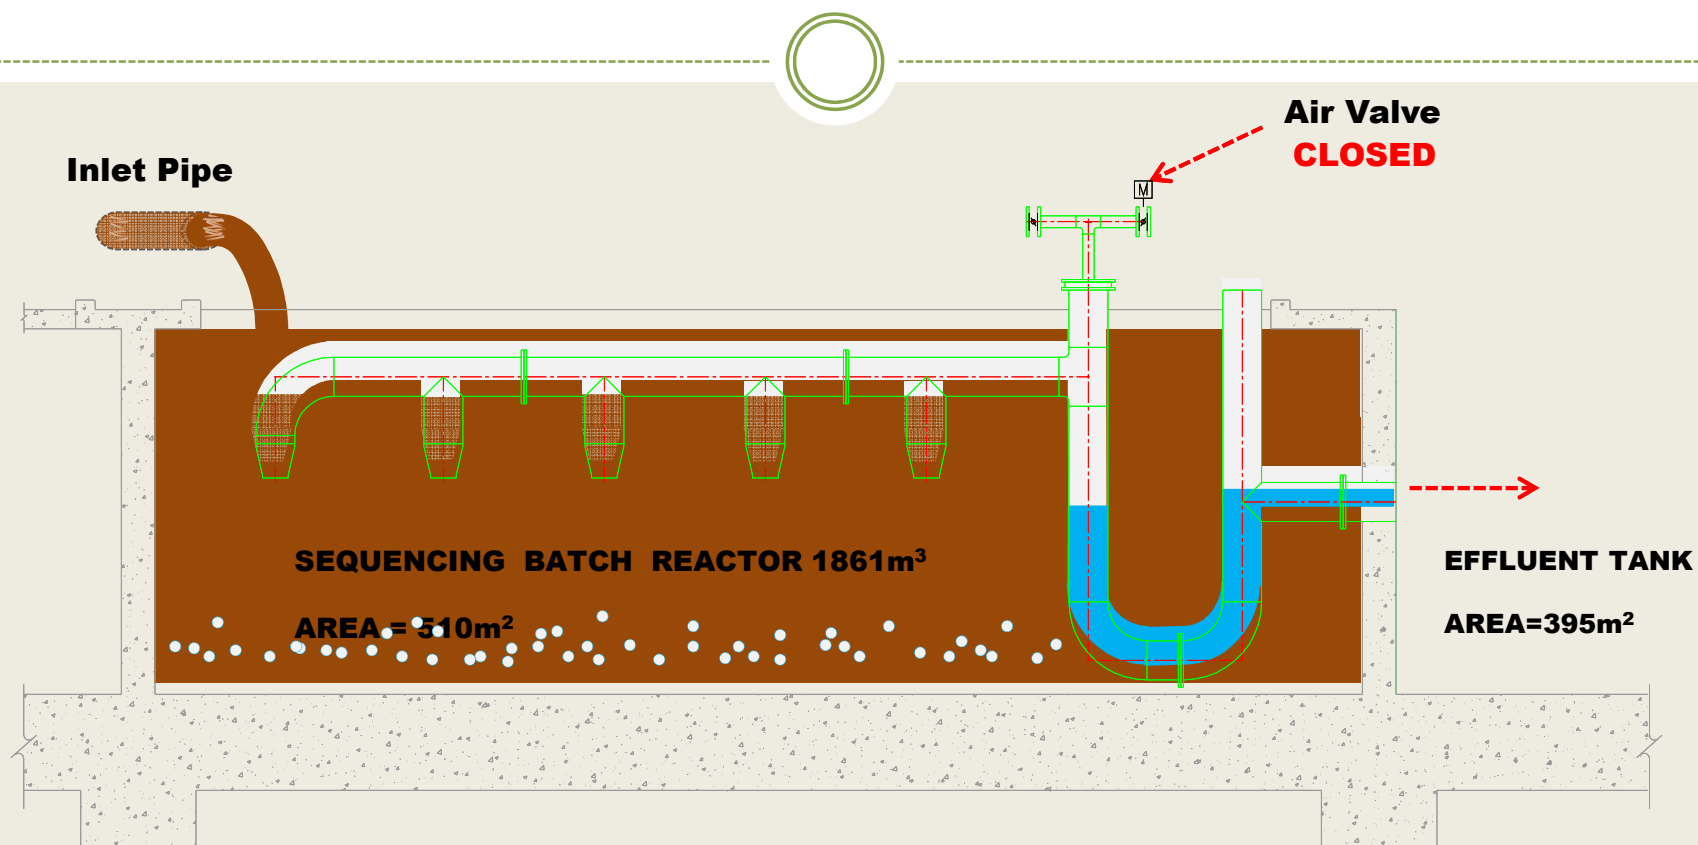 Air Valve
CLOSED
Inlet Pipe
M
SEQUENCING BATCH REACTOR 1861m³
AREA = 510m²
EFFLUENT TANK
AREA=395m²